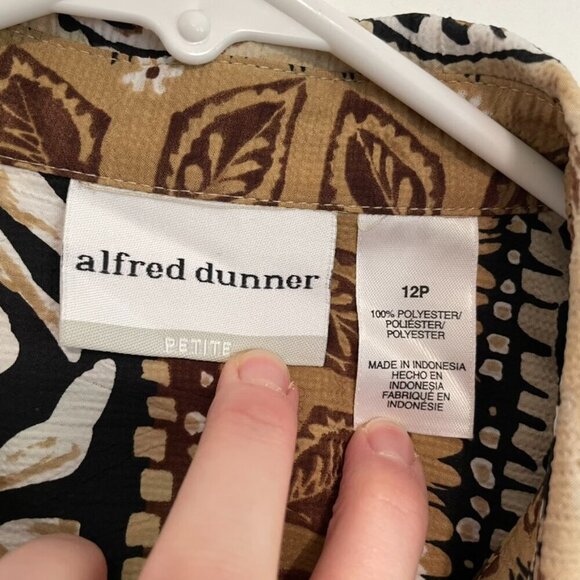 alfred dunner
PETITE
12P
100% POLYESTER/
POLIÉSTER/
POLYESTER
MADE IN INDONESIA
HECHO EN
INDONESIA
FABRIQUÉ EN
INDONÉSIE